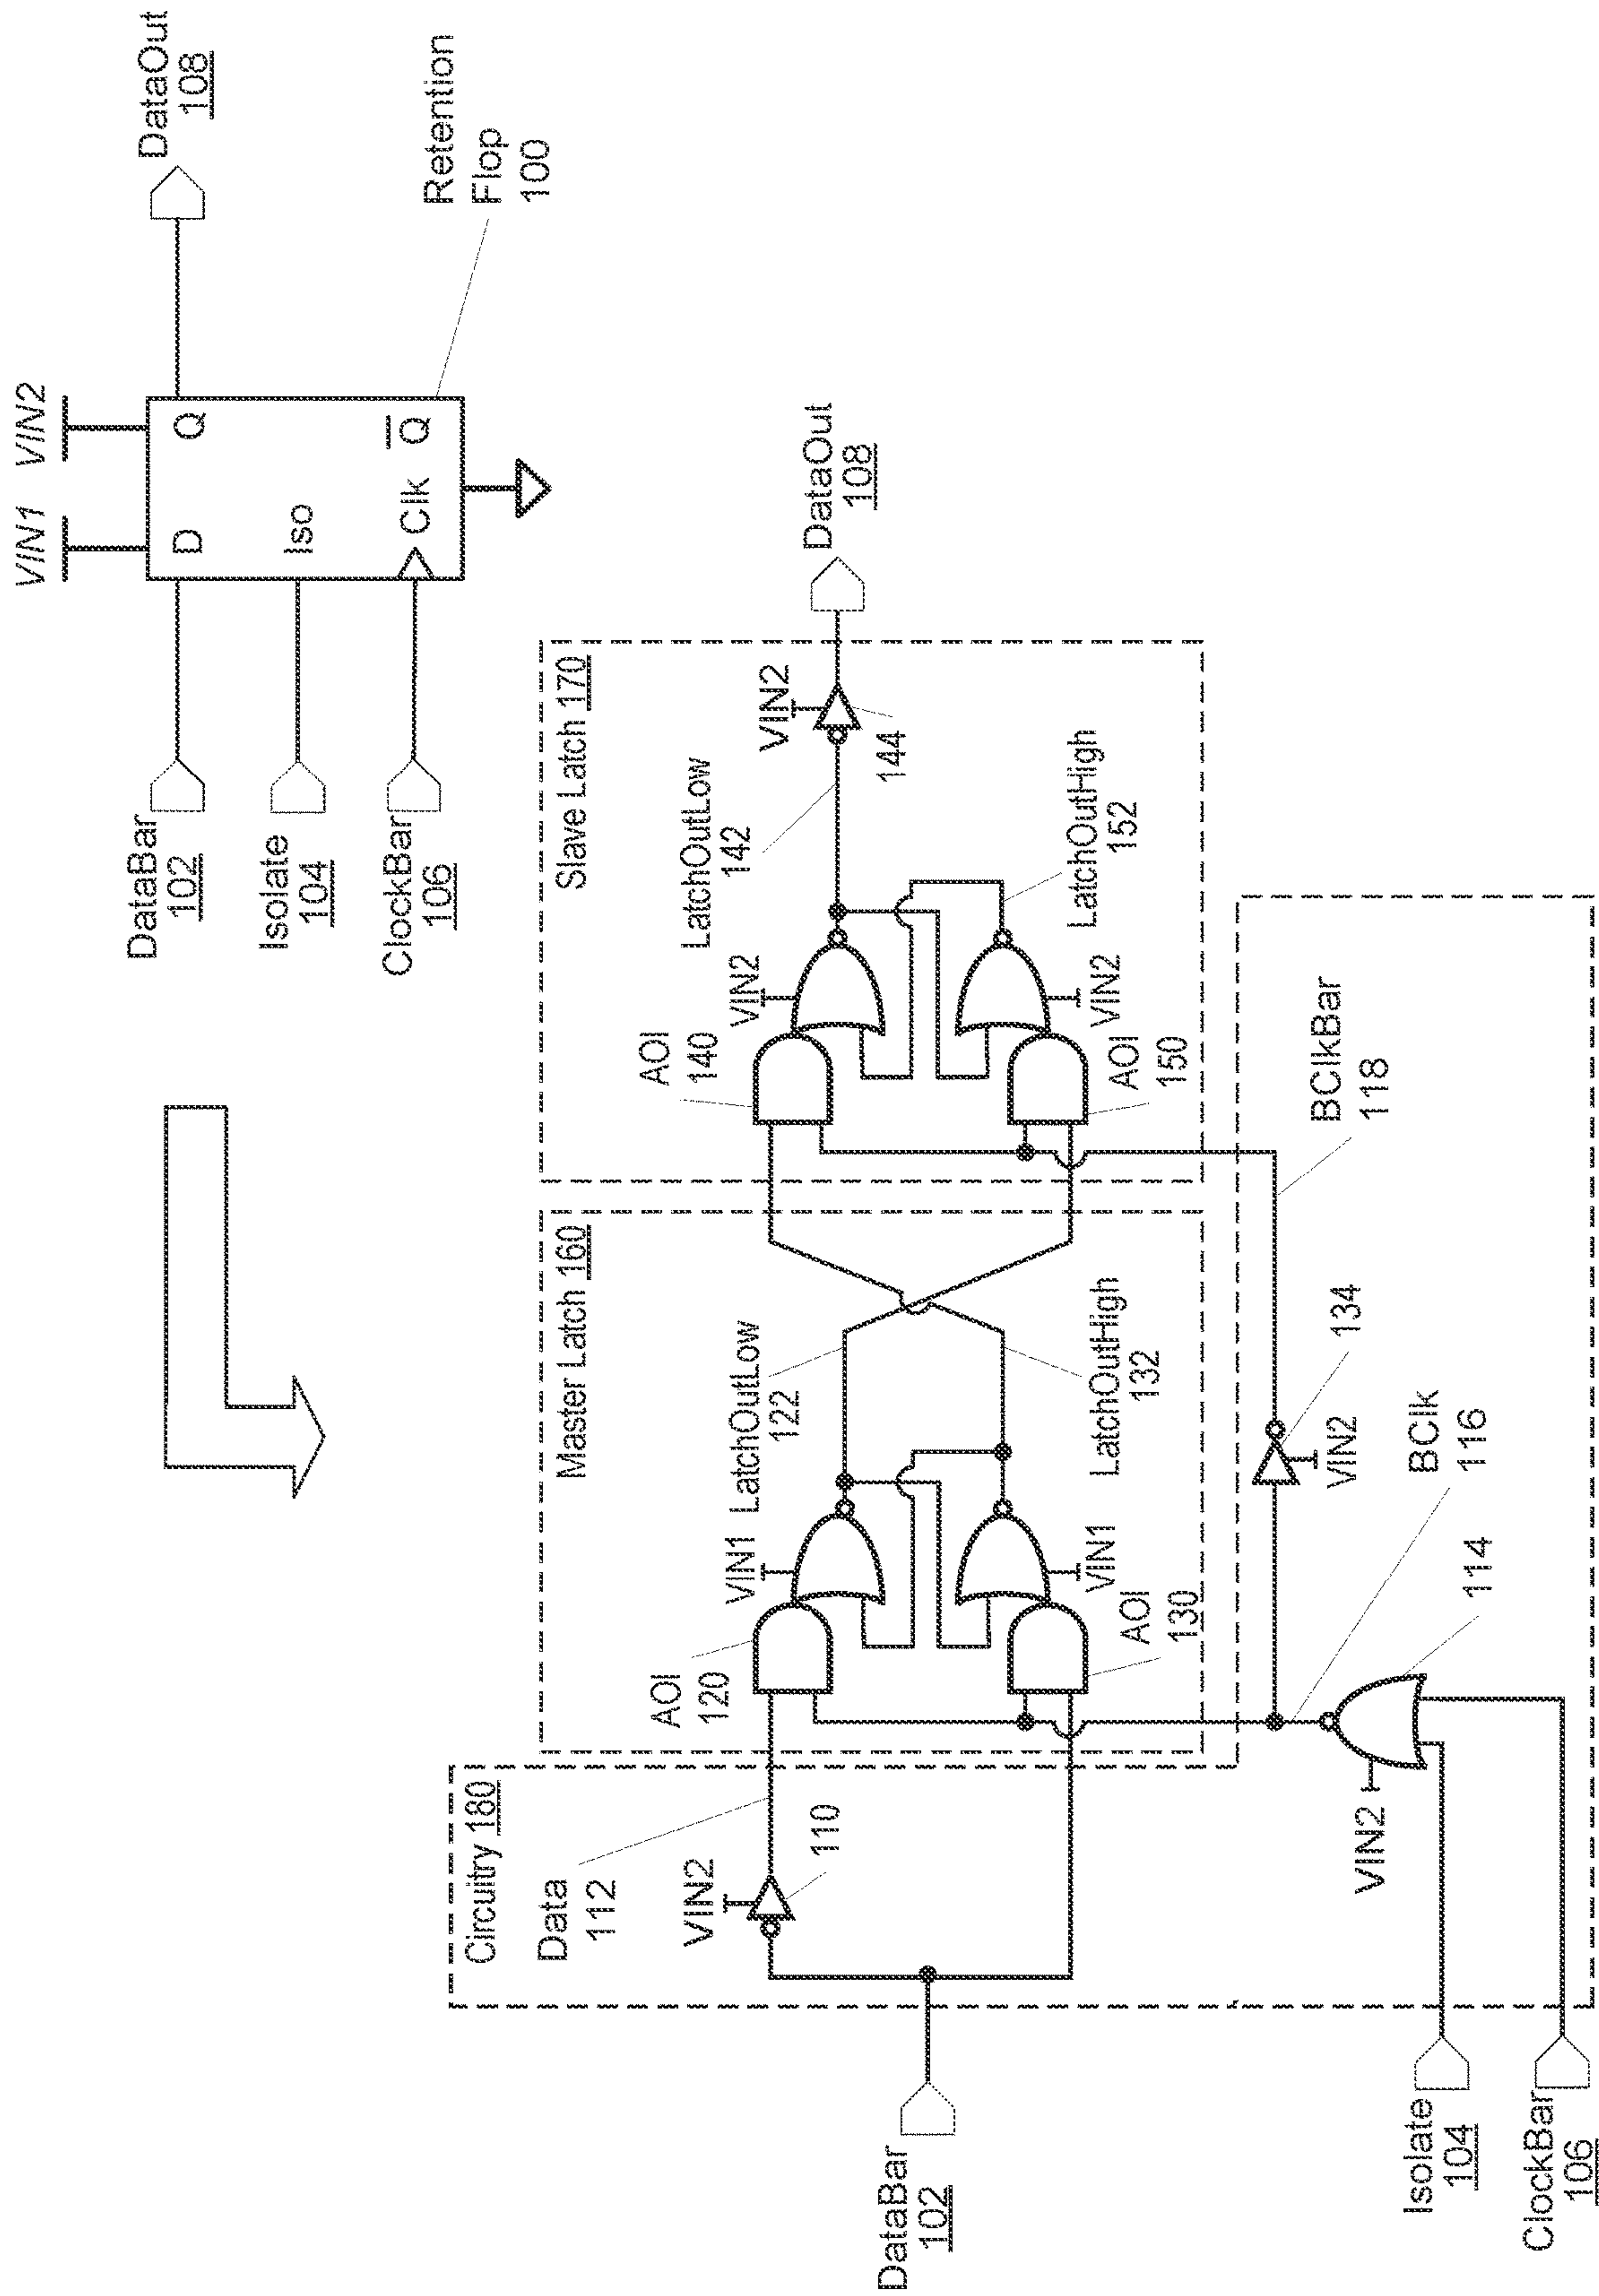 VIN1
VIN2
DataBar
102
D
Q
DataOut
108
Isolate
104
Iso
ClockBar
106
Clk
Q
Retention
Flop
100
Circuitry 180
Master Latch 160
Slave Latch 170
Data
112
VIN2
110
AOI
120
VIN1
LatchOutLow
122
AOI
140
VIN2
LatchOutLow
142
VIN2
144
DataOut
108
DataBar
102
AOI
130
VIN1
LatchOutHigh
132
AOI
150
VIN2
LatchOutHigh
152
VIN2
114
BClk
116
VIN2
134
BClkBar
118
Isolate
104
ClockBar
106